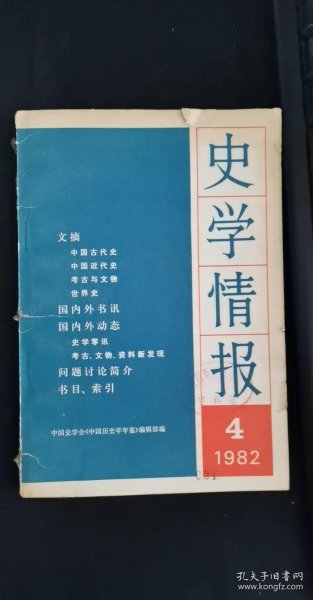 史学情报
4
1982
文摘
中国古代史
中国近代史
考古与文物
世界史
国内外书讯
国内外动态
史学零讯
考古、文物、资料新发现
问题讨论简介
书目、索引
中国史学会《中国历史学年鉴》编辑部编
孔夫子旧书网